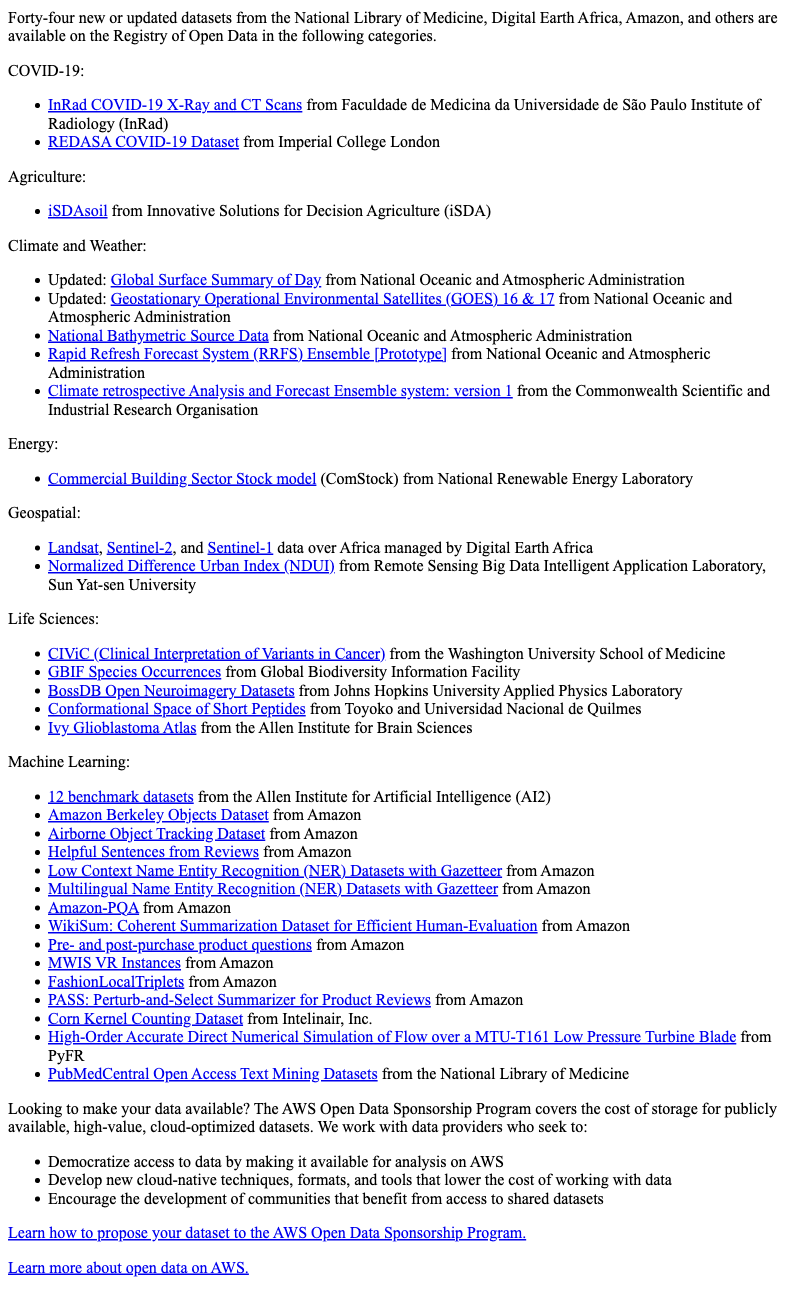 Forty-four new or updated datasets from the National Library of Medicine, Digital Earth Africa, Amazon, and others are
available on the Registry of Open Data in the following categories.
COVID-19:
• InRad COVID-19 X-Ray and CT Scans from Faculdade de Medicina da Universidade de São Paulo Institute of
Radiology (InRad)
• REDASA COVID-19 Dataset from Imperial College London
Agriculture:
• iSDAsoil from Innovative Solutions for Decision Agriculture (iSDA)
Climate and Weather:
• Updated: Global Surface Summary of Day from National Oceanic and Atmospheric Administration
• Updated: Geostationary Operational Environmental Satellites (GOES) 16 & 17 from National Oceanic and
Atmospheric Administration
• National Bathymetric Source Data from National Oceanic and Atmospheric Administration
• Rapid Refresh Forecast System (RRFS) Ensemble [Prototype] from National Oceanic and Atmospheric
Administration
• Climate retrospective Analysis and Forecast Ensemble system: version 1 from the Commonwealth Scientific and
Industrial Research Organisation
Energy:
• Commercial Building Sector Stock model (ComStock) from National Renewable Energy Laboratory
Geospatial:
• Landsat, Sentinel-2, and Sentinel-1 data over Africa managed by Digital Earth Africa
• Normalized Difference Urban Index (NDUI) from Remote Sensing Big Data Intelligent Application Laboratory,
Sun Yat-sen University
Life Sciences:
• CIViC (Clinical Interpretation of Variants in Cancer) from the Washington University School of Medicine
• GBIF Species Occurrences from Global Biodiversity Information Facility
• BossDB Open Neuroimagery Datasets from Johns Hopkins University Applied Physics Laboratory
• Conformational Space of Short Peptides from Toyoko and Universidad Nacional de Quilmes
• Ivy Glioblastoma Atlas from the Allen Institute for Brain Sciences
Machine Learning:
• 12 benchmark datasets from the Allen Institute for Artificial Intelligence (AI2)
• Amazon Berkeley Objects Dataset from Amazon
• Airborne Object Tracking Dataset from Amazon
• Helpful Sentences from Reviews from Amazon
• Low Context Name Entity Recognition (NER) Datasets with Gazetteer from Amazon
• Multilingual Name Entity Recognition (NER) Datasets with Gazetteer from Amazon
• Amazon-PQA from Amazon
• WikiSum: Coherent Summarization Dataset for Efficient Human-Evaluation from Amazon
• Pre- and post-purchase product questions from Amazon
• MWIS VR Instances from Amazon
• FashionLocalTriplets from Amazon
• PASS: Perturb-and-Select Summarizer for Product Reviews from Amazon
• Corn Kernel Counting Dataset from Intelinair, Inc.
• High-Order Accurate Direct Numerical Simulation of Flow over a MTU-T161 Low Pressure Turbine Blade from
PyFR
• PubMedCentral Open Access Text Mining Datasets from the National Library of Medicine
Looking to make your data available? The AWS Open Data Sponsorship Program covers the cost of storage for publicly
available, high-value, cloud-optimized datasets. We work with data providers who seek to:
• Democratize access to data by making it available for analysis on AWS
• Develop new cloud-native techniques, formats, and tools that lower the cost of working with data
• Encourage the development of communities that benefit from access to shared datasets
Learn how to propose your dataset to the AWS Open Data Sponsorship Program.
Learn more about open data on AWS.